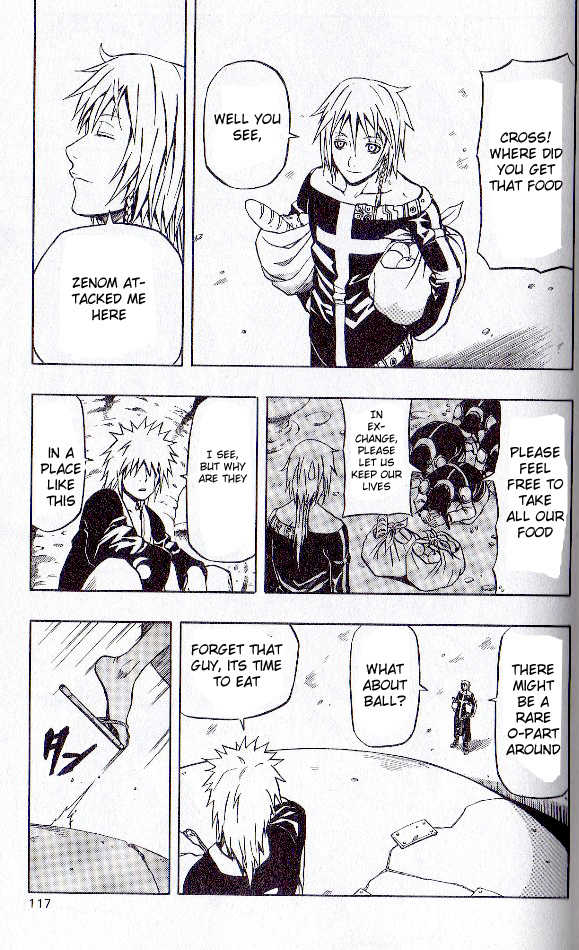 CROSS!
WHERE DID
YOU GET
THAT FOOD
WELL YOU
SEE,
ZENOM AT-
TACKED ME
HERE
PLEASE
FEEL
FREE TO
TAKE
ALL OUR
FOOD
IN
EX-
CHANGE,
PLEASE
LET US
KEEP OUR
LIVES
I SEE,
BUT WHY
ARE THEY
IN A
PLACE
LIKE
THIS
THERE
MIGHT
BE A
RARE
O-PART
AROUND
WHAT
ABOUT
BALL?
FORGET THAT
GUY, ITS TIME
TO EAT
ダン
117